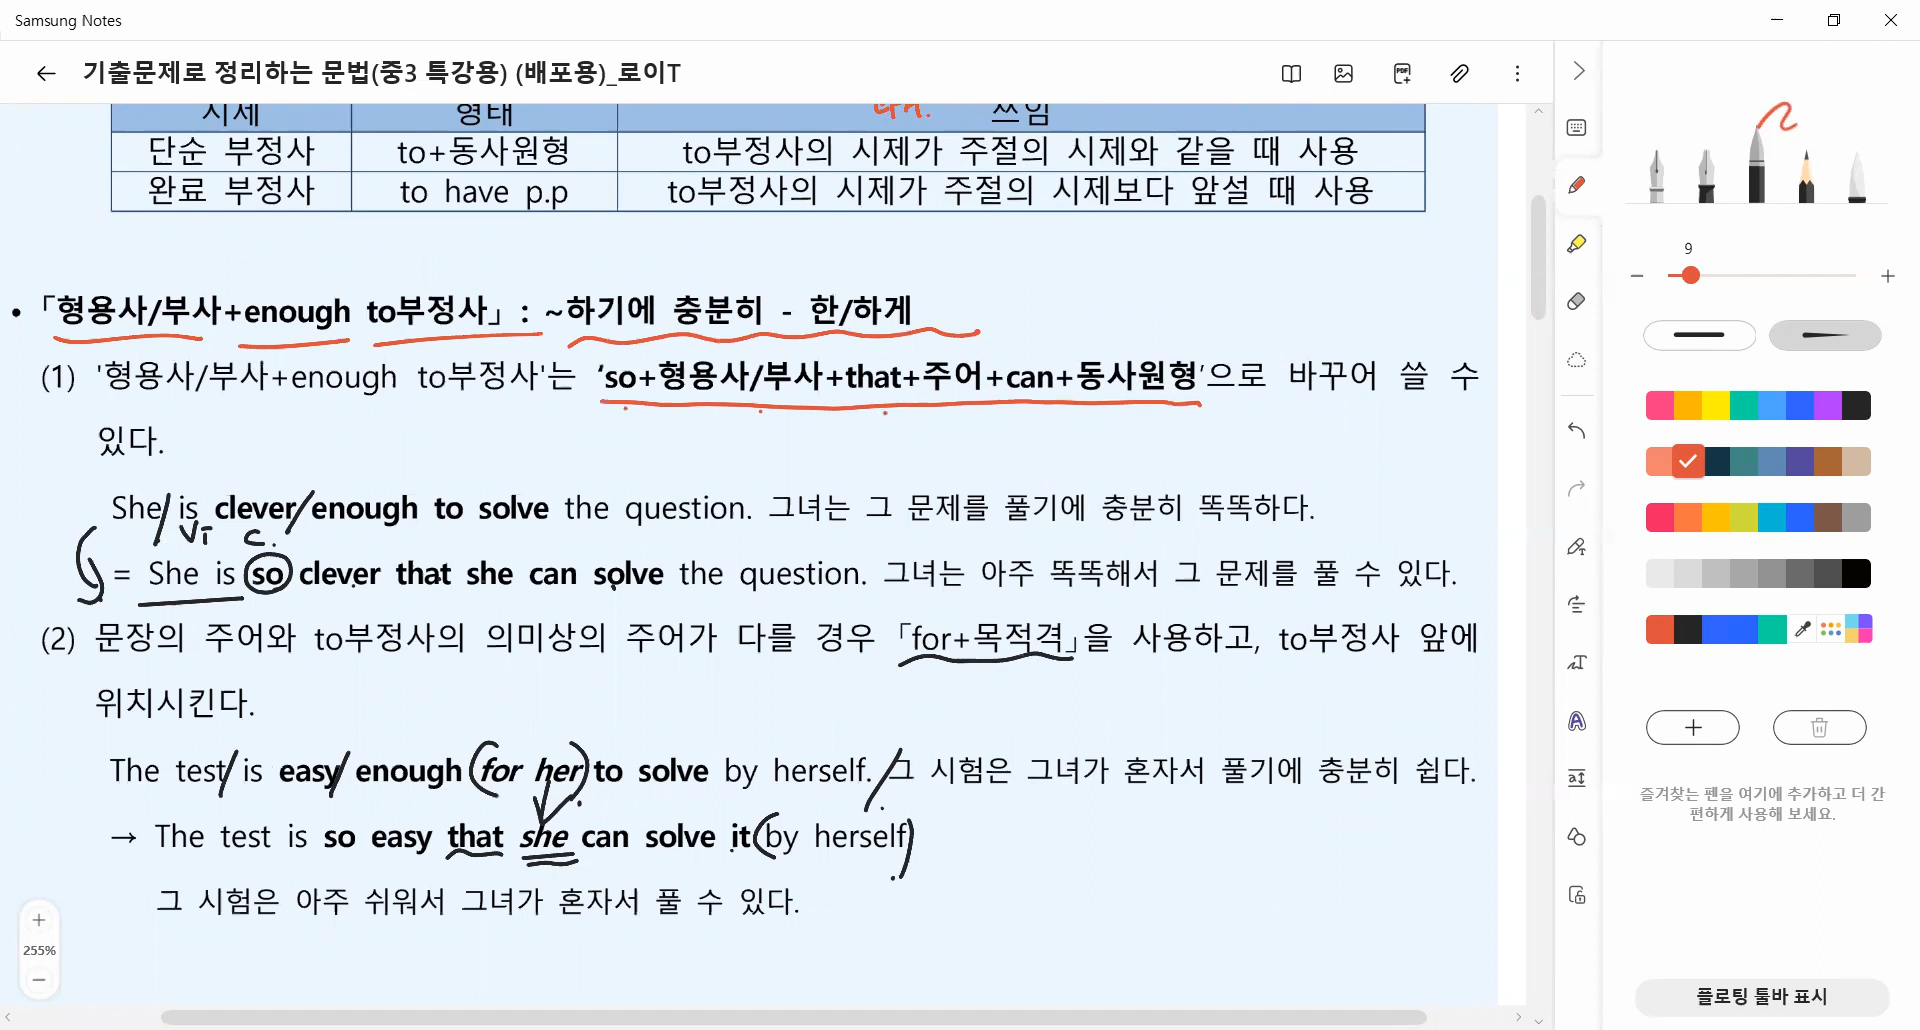 Samsung Notes
기출문제로 정리하는 문법(중3 특강용) (배포용)_로이T
시세 형태 쓰임
단순 부정사 to+동사원형 to부정사의 시제가 주절의 시제와 같을 때 사용
완료 부정사 to have p.p to부정사의 시제가 주절의 시제보다 앞설 때 사용
• 「형용사/부사+enough to부정사」 : ~하기에 충분히 - 한/하게
(1) '형용사/부사+enough to부정사'는 ‘so+형용사/부사+that+주어+can+동사원형’으로 바꾸어 쓸 수
있다.
She is clever enough to solve the question. 그녀는 그 문제를 풀기에 충분히 똑똑하다.
Vi C.
= She is so clever that she can solve the question. 그녀는 아주 똑똑해서 그 문제를 풀 수 있다.
(2) 문장의 주어와 to부정사의 의미상의 주어가 다를 경우 「for+목적격」을 사용하고, to부정사 앞에
위치시킨다.
The test is easy enough for her to solve by herself. 그 시험은 그녀가 혼자서 풀기에 충분히 쉽다.
→ The test is so easy that she can solve it by herself
그 시험은 아주 쉬워서 그녀가 혼자서 풀 수 있다.
255%
PDF
9
즐겨찾는 펜을 여기에 추가하고 더 간
편하게 사용해 보세요.
플로팅 툴바 표시